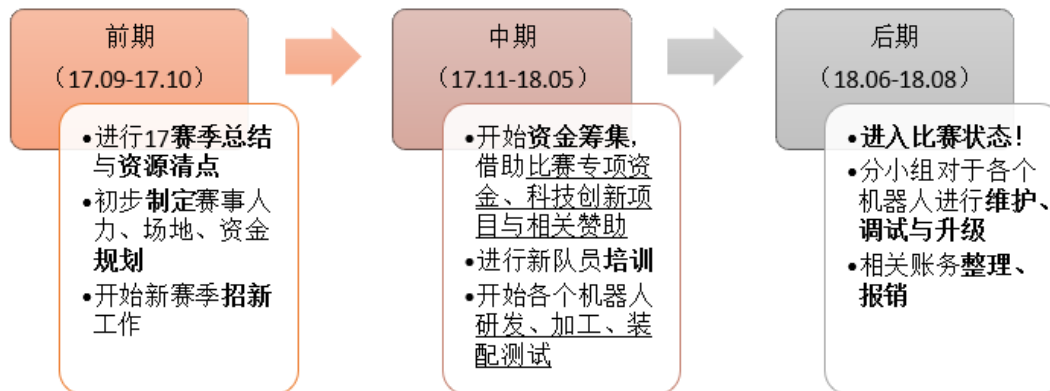 前期
（17.09-17.10）
•进行17赛季总结
与资源清点
•初步制定赛事人
力、场地、资金
规划
•开始新赛季招新
工作
中期
（17.11-18.05）
•开始资金筹集，
借助比赛专项资
金、科技创新项
目与相关赞助
•进行新队员培训
•开始各个机器人
研发、加工、装
配测试
后期
（18.06-18.08）
•进入比赛状态！
•分小组对于各个
机器人进行维护、
调试与升级
•相关账务整理、
报销